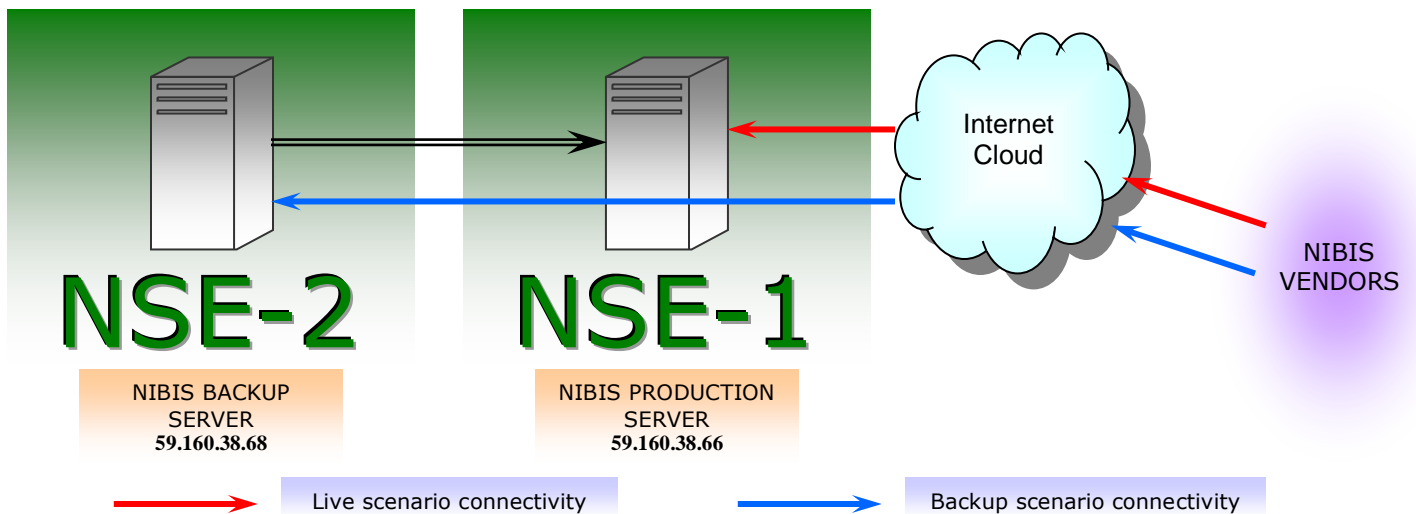 Internet
Cloud
NIBIS
VENDORS
NSE-2
NSE-1
NIBIS BACKUP
SERVER
59.160.38.68
NIBIS PRODUCTION
SERVER
59.160.38.66
Live scenario connectivity
Backup scenario connectivity